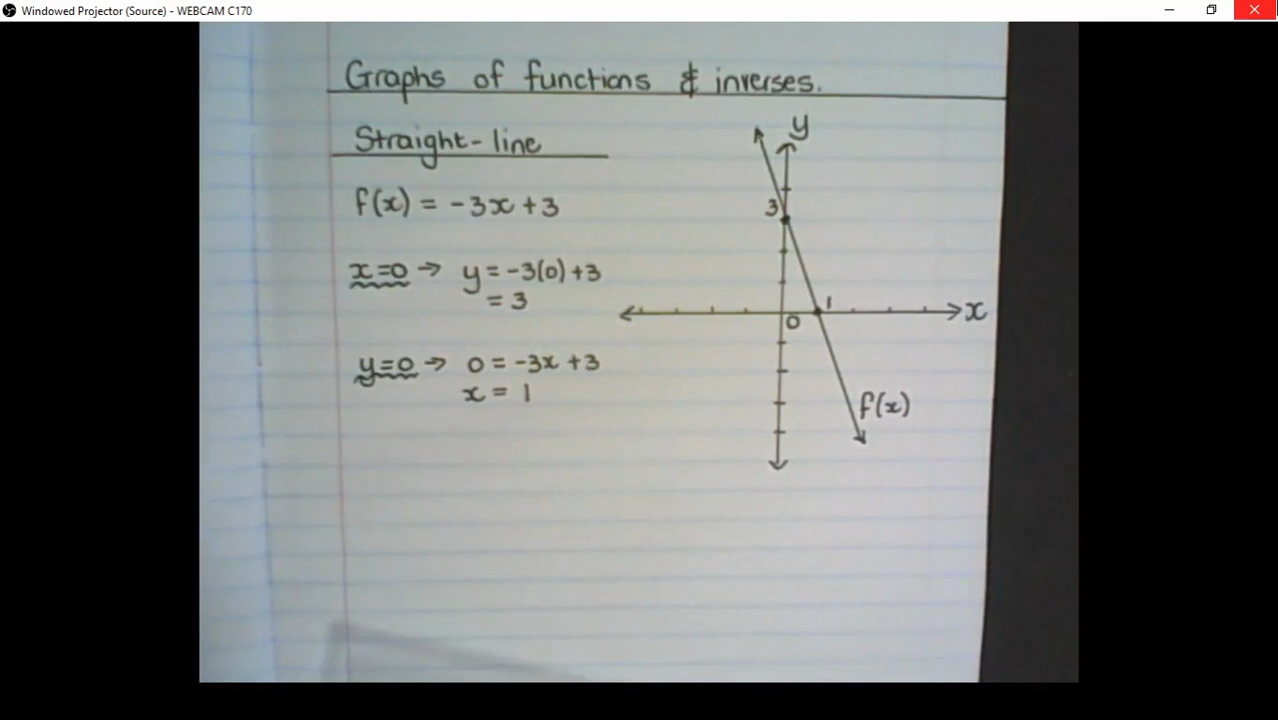 Windowed Projector (Source) - WEBCAM C170
Graphs of functions & inverses.
Straight-line
f(x) = -3x + 3
x=0 → y = -3(0) + 3
= 3
y=0 → 0 = -3x + 3
x = 1
y
3
1
0
x
f(x)